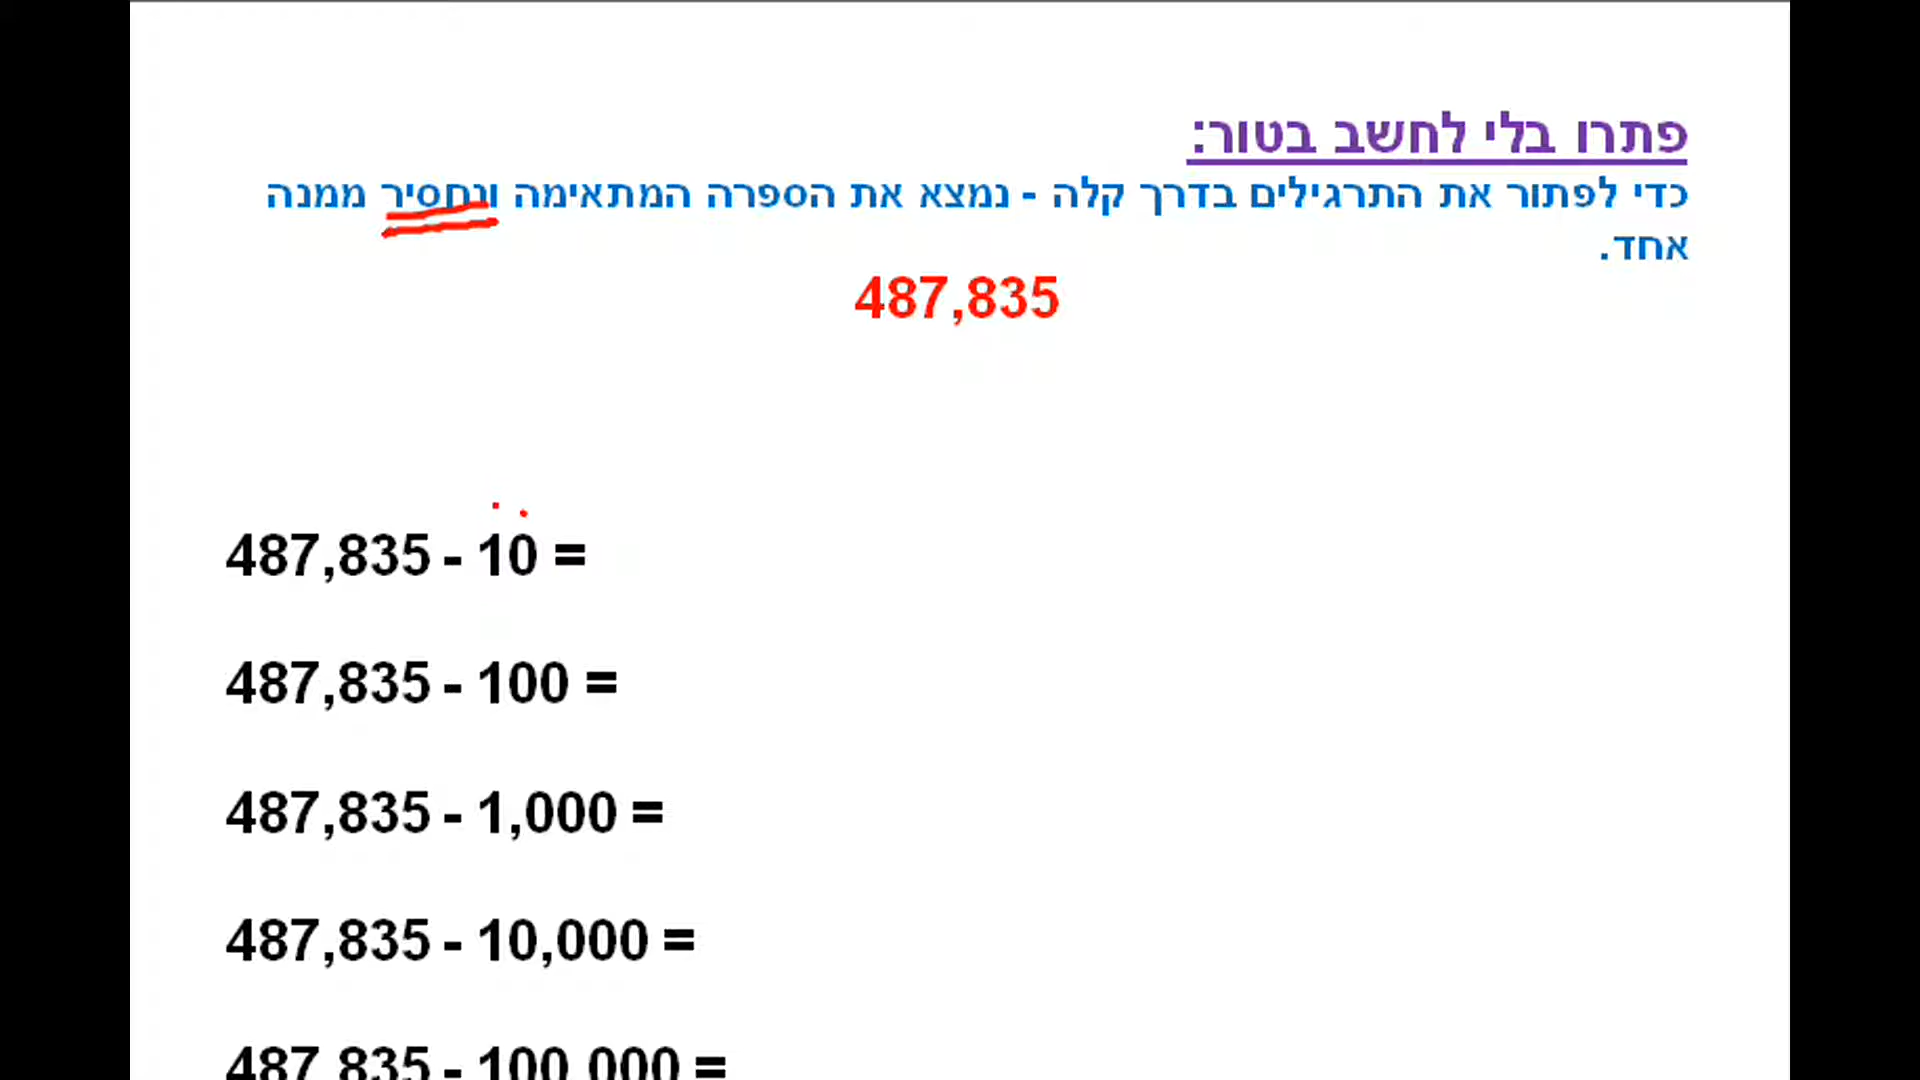 פתרו בלי לחשב בטור:
כדי לפתור את התרגילים בדרך קלה - נמצא את הספרה המתאימה ונחסיר ממנה
אחד.
487,835
487,835 - 10 =
487,835 - 100 =
487,835 - 1,000 =
487,835 - 10,000 =
487,835 - 100,000 =